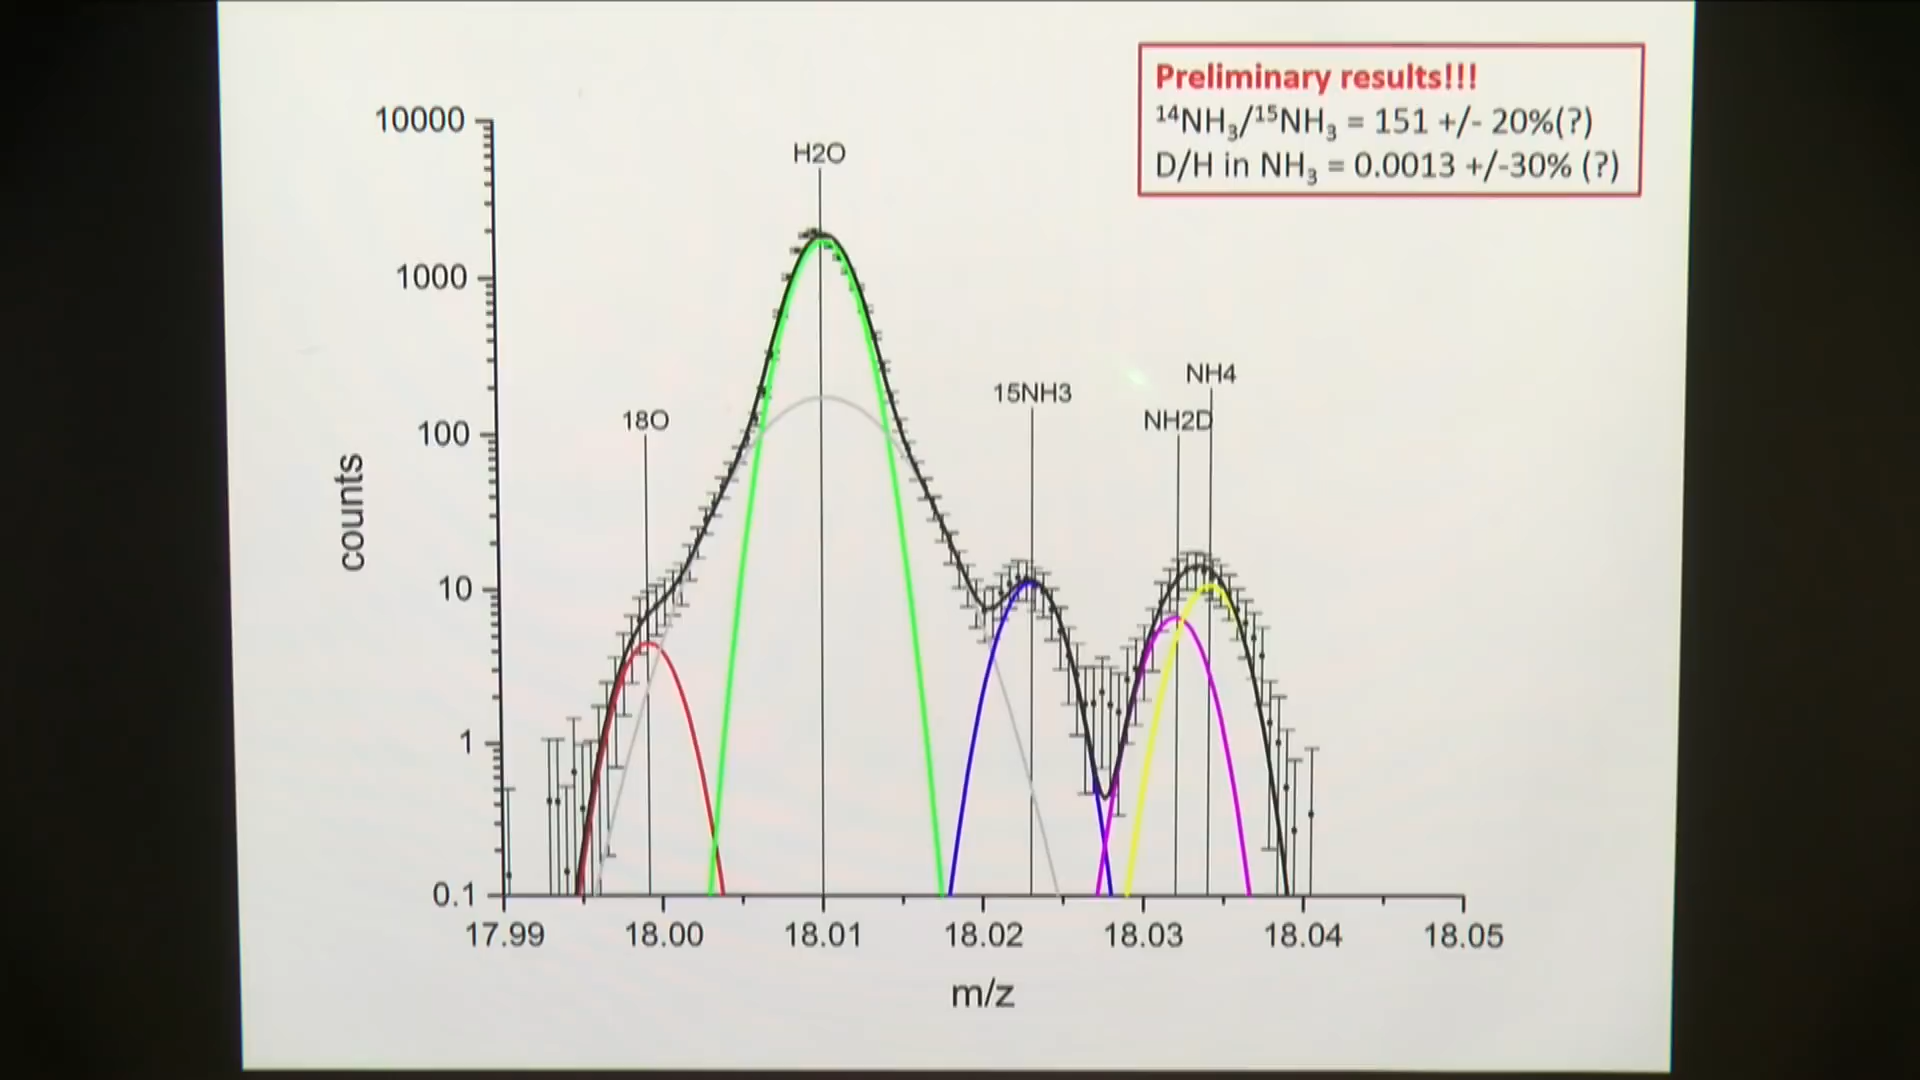 Preliminary results!!!
¹⁴NH₃/¹⁵NH₃ = 151 +/- 20%(?)
D/H in NH₃ = 0.0013 +/-30% (?)
10000
1000
100
10
1
0.1
counts
H2O
18O
15NH3
NH2D
NH4
17.99
18.00
18.01
18.02
18.03
18.04
18.05
m/z